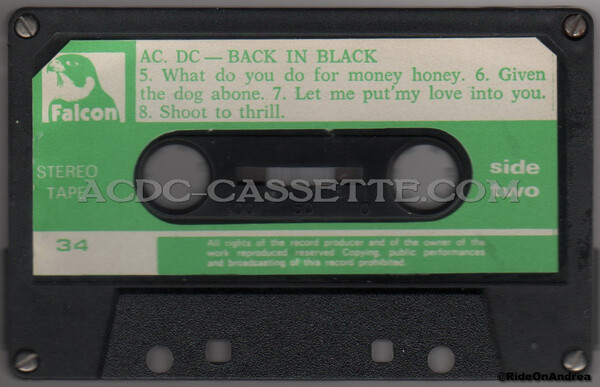 AC. DC — BACK IN BLACK
5. What do you do for money honey. 6. Given
the dog abone. 7. Let me put'my love into you.
8. Shoot to thrill.
Falcon
STEREO
TAPE
side
two
ACDC-CASSETTE.COM
34
All rights of the record producer and of the owner of the
work reproduced reserved Copying, public performances
and broadcasting of this record prohibited
©RideOnAndrea